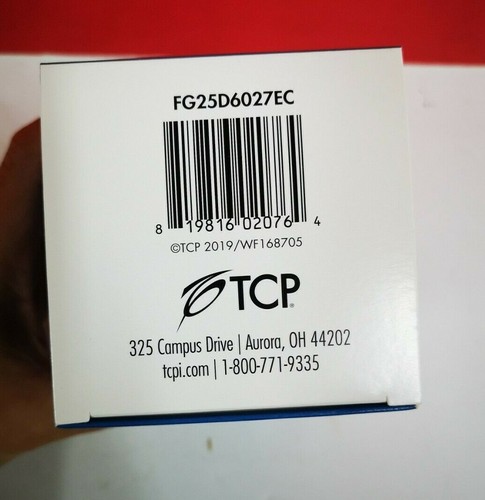 FG25D6027EC
8 19816 02076 4
©TCP 2019/WF168705
TCP®
325 Campus Drive | Aurora, OH 44202
tcpi.com | 1-800-771-9335